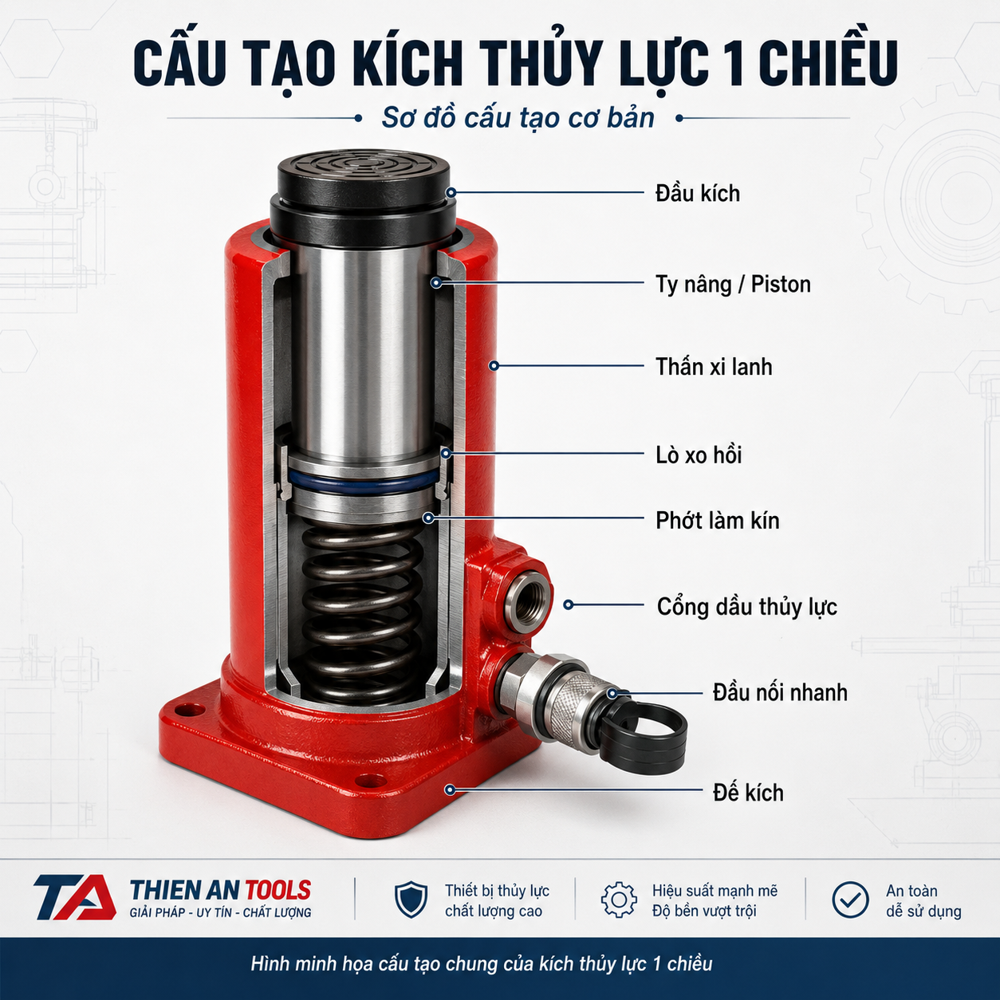 CẤU TẠO KÍCH THỦY LỰC 1 CHIỀU
Sơ đồ cấu tạo cơ bản
Đầu kích
Ty nâng / Piston
Thấn xi lanh
Lò xo hồi
Phớt làm kín
Cổng dầu thủy lực
Đầu nối nhanh
Đế kích
TA
THIEN AN TOOLS
GIẢI PHÁP - UY TÍN - CHẤT LƯỢNG
Thiết bị thủy lực
chất lượng cao
Hiệu suất mạnh mẽ
Độ bền vượt trội
An toàn
dễ sử dụng
Hình minh họa cấu tạo chung của kích thủy lực 1 chiều